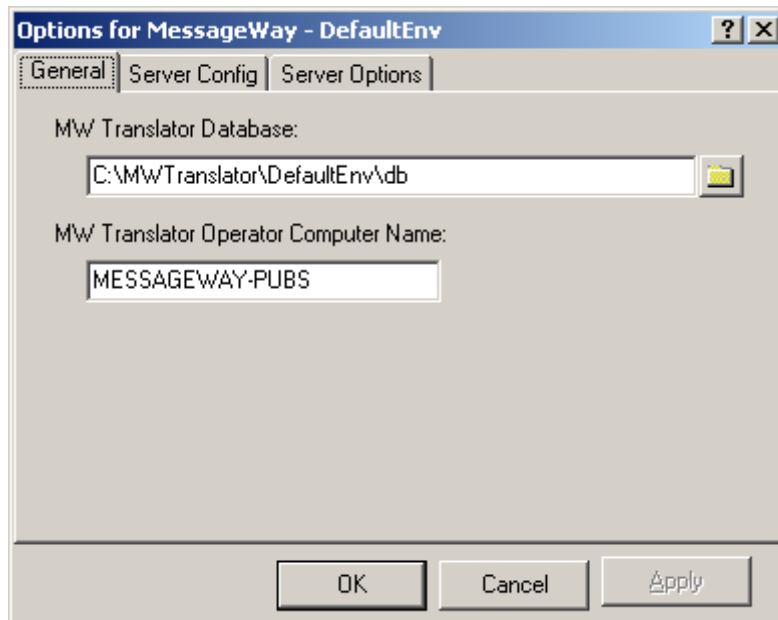 Options for MessageWay - DefaultEnv
General Server Config Server Options
MW Translator Database:
C:\MWTranslator\DefaultEnv\db
MW Translator Operator Computer Name:
MESSAGEWAY-PUBS
OK Cancel Apply